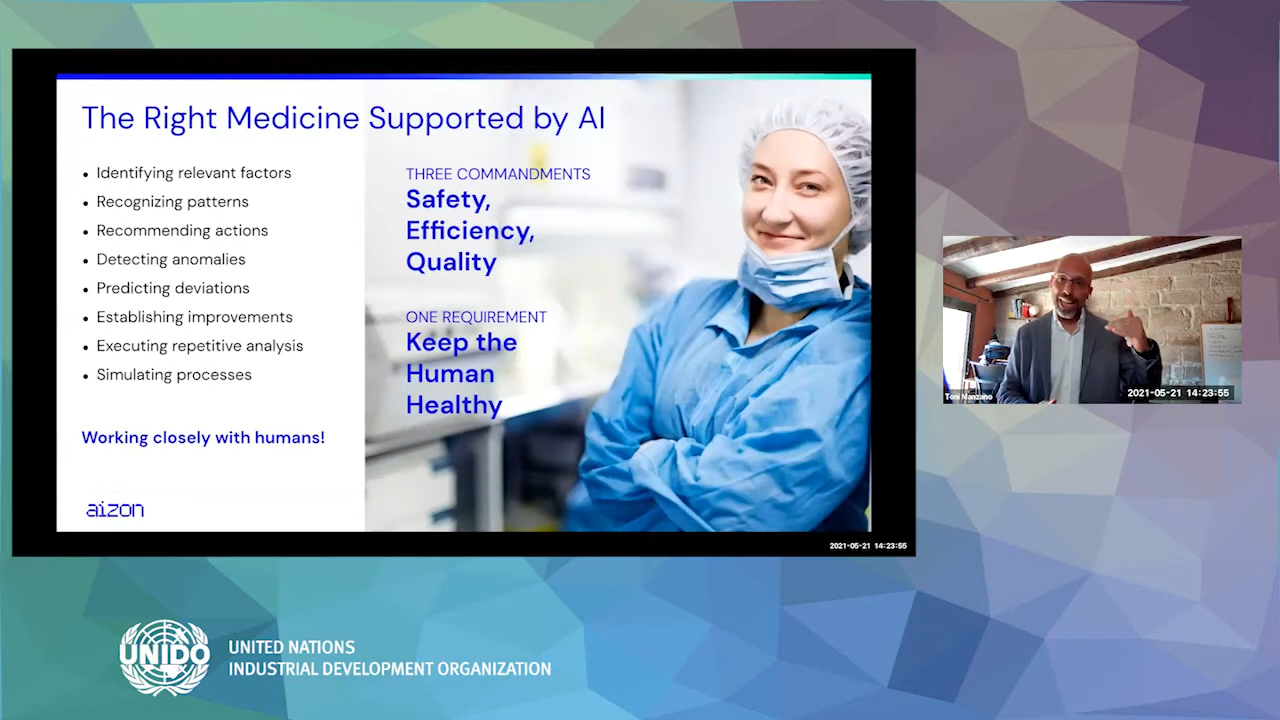 The Right Medicine Supported by AI
• Identifying relevant factors
• Recognizing patterns
• Recommending actions
• Detecting anomalies
• Predicting deviations
• Establishing improvements
• Executing repetitive analysis
• Simulating processes
Working closely with humans!
aizon
THREE COMMANDMENTS
Safety,
Efficiency,
Quality
ONE REQUIREMENT
Keep the
Human
Healthy
2021-05-21 14:23:55
Toni Manzano
2021-05-21 14:23:55
UNIDO
UNITED NATIONS
INDUSTRIAL DEVELOPMENT ORGANIZATION